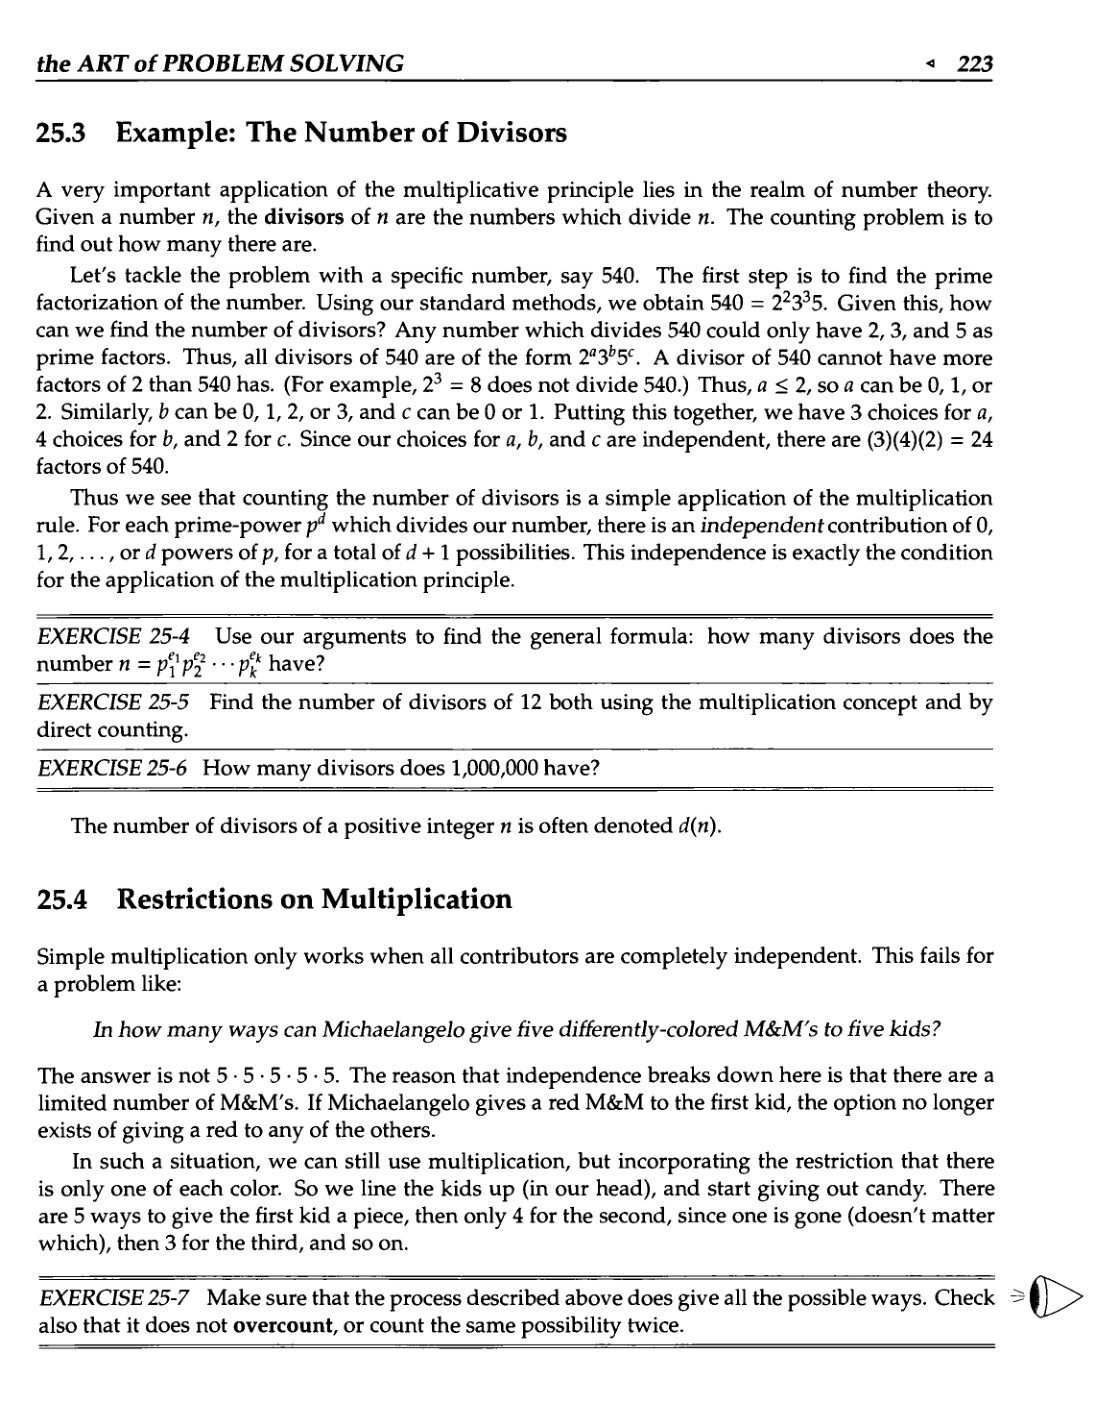 the ART of PROBLEM SOLVING ◃ 223
25.3 Example: The Number of Divisors
A very important application of the multiplicative principle lies in the realm of number theory.
Given a number n, the divisors of n are the numbers which divide n. The counting problem is to
find out how many there are.
Let's tackle the problem with a specific number, say 540. The first step is to find the prime
factorization of the number. Using our standard methods, we obtain 540 = 2²3³5. Given this, how
can we find the number of divisors? Any number which divides 540 could only have 2, 3, and 5 as
prime factors. Thus, all divisors of 540 are of the form 2ᵃ3ᵇ5ᶜ. A divisor of 540 cannot have more
factors of 2 than 540 has. (For example, 2³ = 8 does not divide 540.) Thus, a ≤ 2, so a can be 0, 1, or
2. Similarly, b can be 0, 1, 2, or 3, and c can be 0 or 1. Putting this together, we have 3 choices for a,
4 choices for b, and 2 for c. Since our choices for a, b, and c are independent, there are (3)(4)(2) = 24
factors of 540.
Thus we see that counting the number of divisors is a simple application of the multiplication
rule. For each prime-power pᵈ which divides our number, there is an independent contribution of 0,
1, 2, . . . , or d powers of p, for a total of d + 1 possibilities. This independence is exactly the condition
for the application of the multiplication principle.
EXERCISE 25-4 Use our arguments to find the general formula: how many divisors does the
number n = p₁^{e₁} p₂^{e₂} ⋯ pₖ^{eₖ} have?
EXERCISE 25-5 Find the number of divisors of 12 both using the multiplication concept and by
direct counting.
EXERCISE 25-6 How many divisors does 1,000,000 have?
The number of divisors of a positive integer n is often denoted d(n).
25.4 Restrictions on Multiplication
Simple multiplication only works when all contributors are completely independent. This fails for
a problem like:
In how many ways can Michaelangelo give five differently-colored M&M's to five kids?
The answer is not 5 · 5 · 5 · 5 · 5. The reason that independence breaks down here is that there are a
limited number of M&M's. If Michaelangelo gives a red M&M to the first kid, the option no longer
exists of giving a red to any of the others.
In such a situation, we can still use multiplication, but incorporating the restriction that there
is only one of each color. So we line the kids up (in our head), and start giving out candy. There
are 5 ways to give the first kid a piece, then only 4 for the second, since one is gone (doesn't matter
which), then 3 for the third, and so on.
EXERCISE 25-7 Make sure that the process described above does give all the possible ways. Check
also that it does not overcount, or count the same possibility twice.